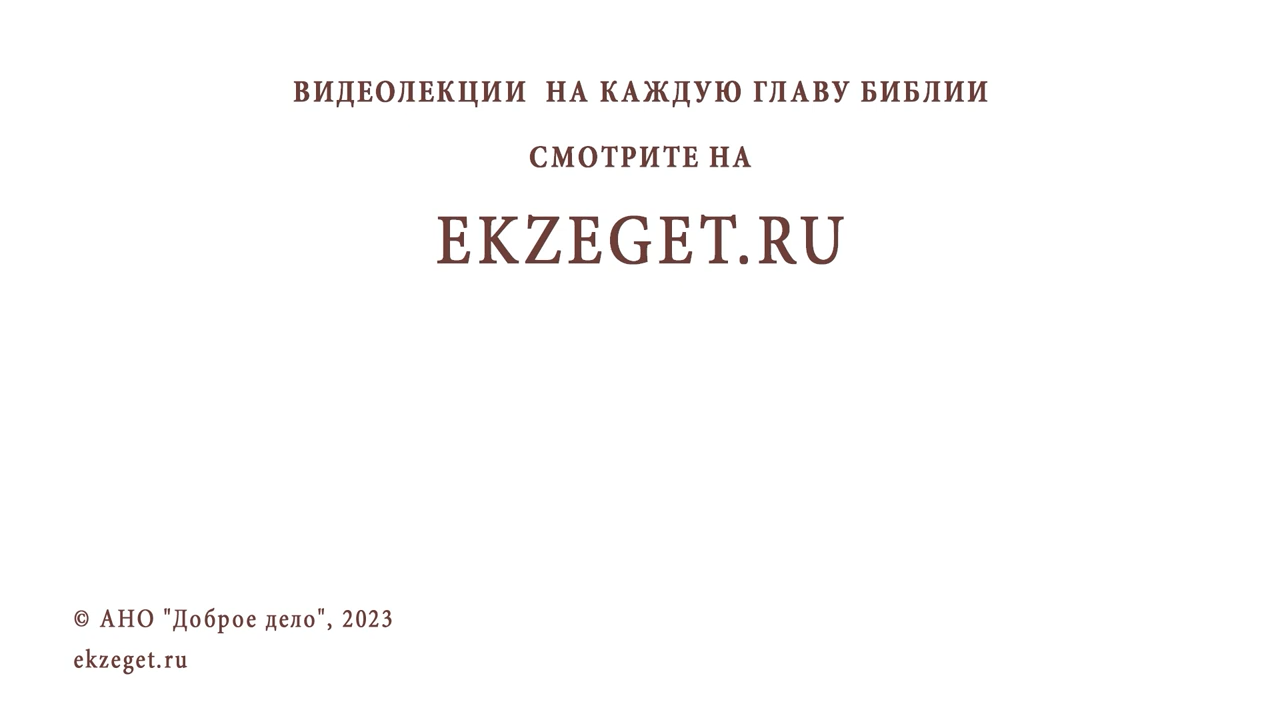 ВИДЕОЛЕКЦИИ НА КАЖДУЮ ГЛАВУ БИБЛИИ
СМОТРИТЕ НА
EKZEGET.RU
© АНО "Доброе дело", 2023
ekzeget.ru